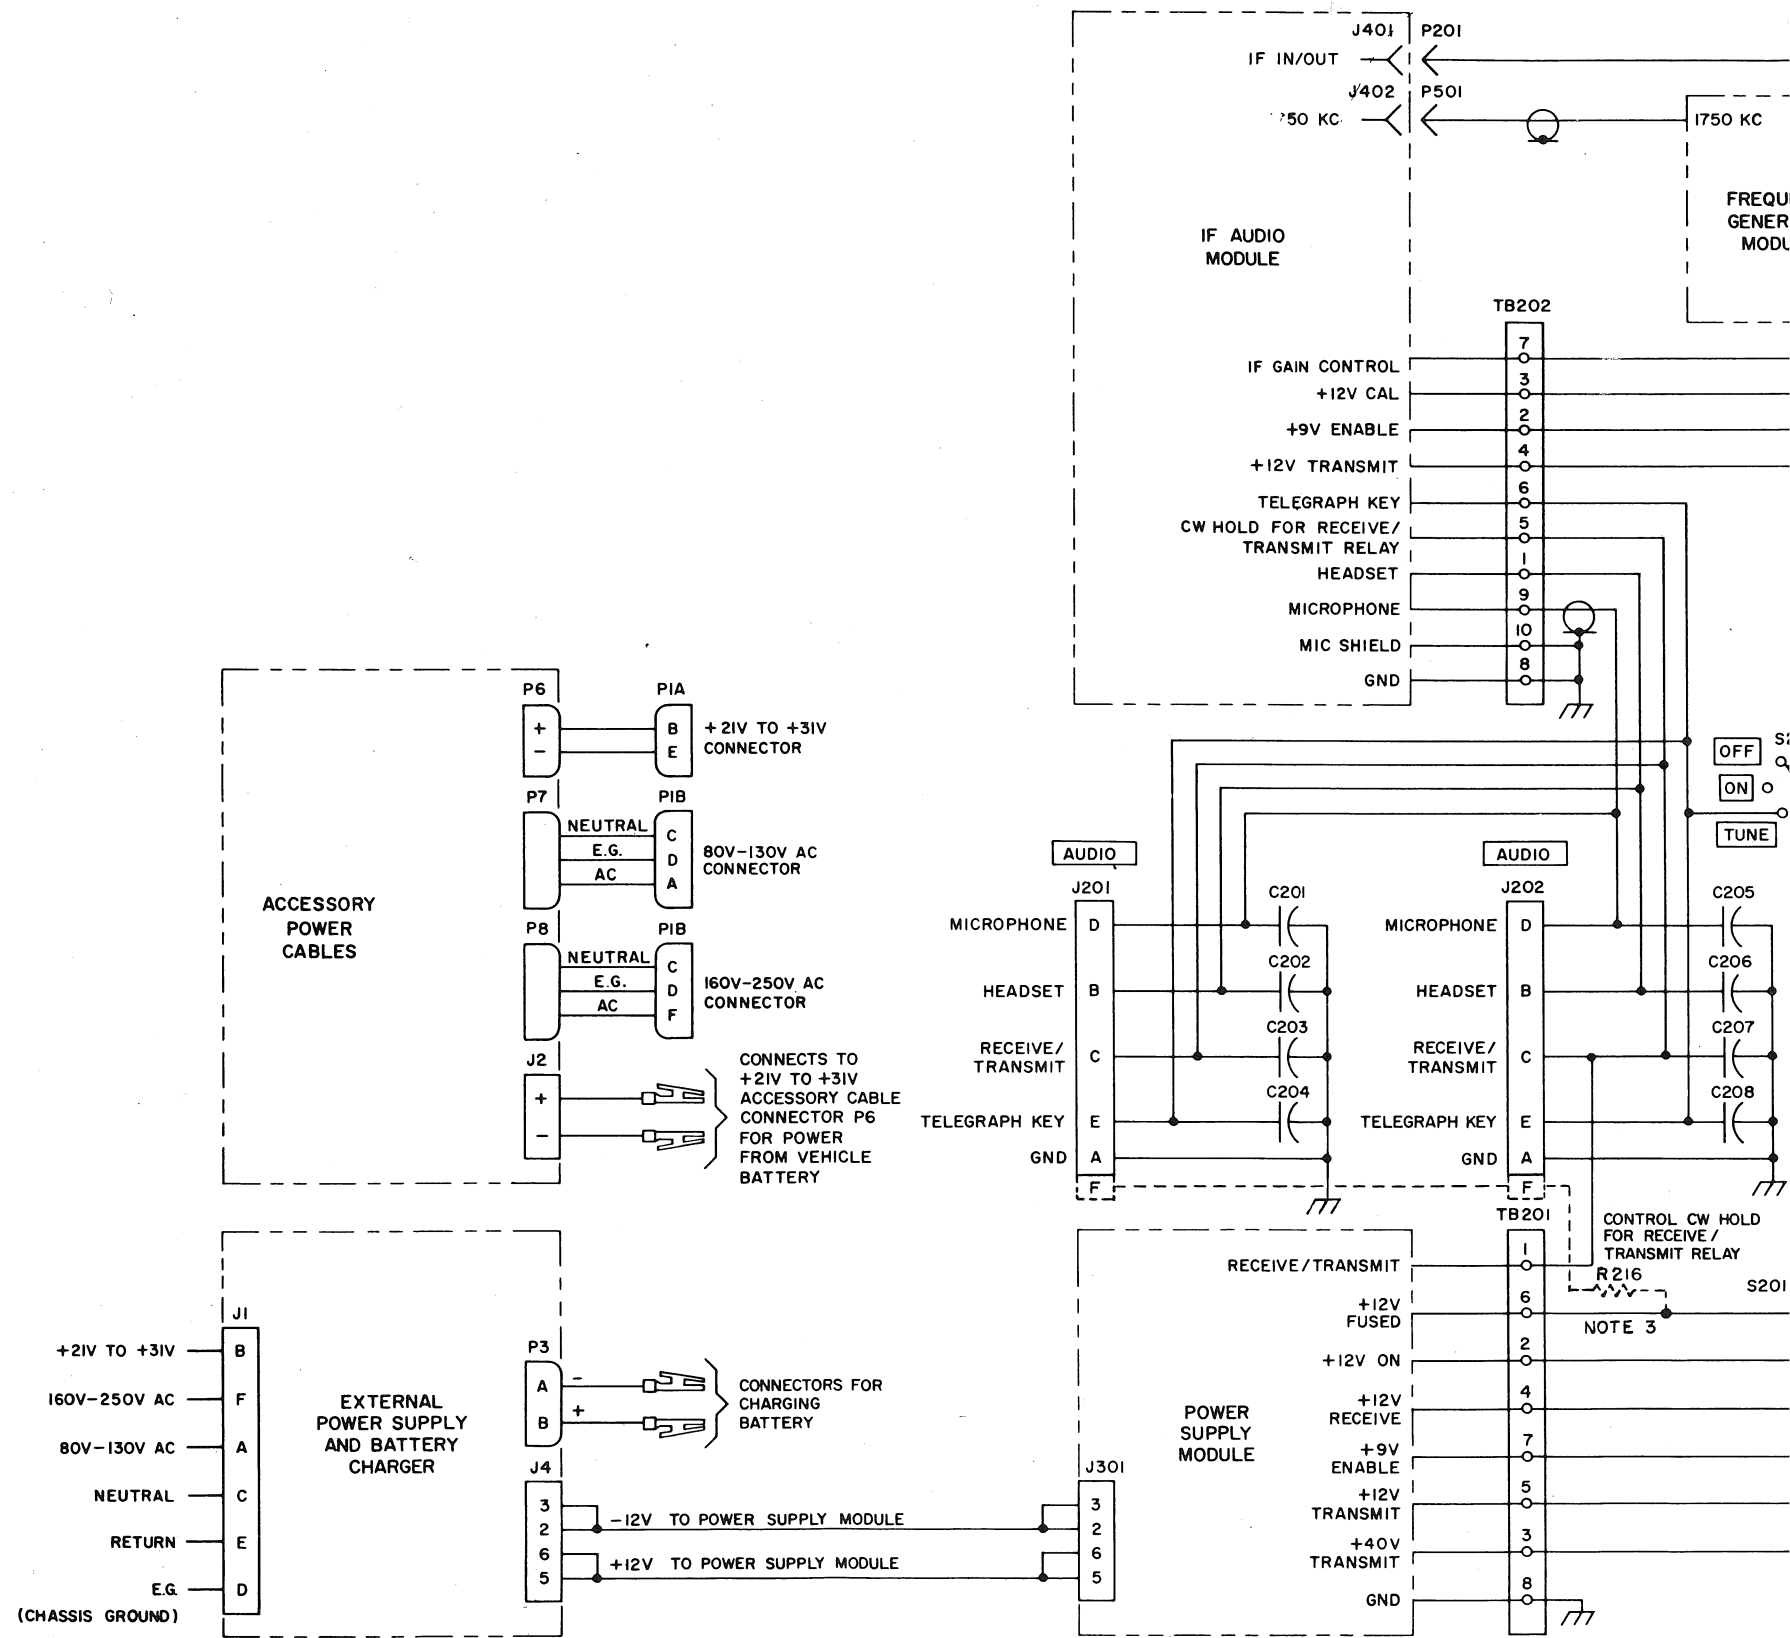 J401 P201
IF IN/OUT
J402 P501
50 KC
1750 KC
IF AUDIO
MODULE
TB202
IF GAIN CONTROL 7
+12V CAL 3
+9V ENABLE 2
+12V TRANSMIT 4
TELEGRAPH KEY 6
CW HOLD FOR RECEIVE/ 5
TRANSMIT RELAY
HEADSET 1
MICROPHONE 9
MIC SHIELD 10
GND 8
OFF
ON
TUNE
ACCESSORY
POWER
CABLES
P6 P1A
+ B
- E
+21V TO +31V
CONNECTOR
P7 P1B
NEUTRAL C
E.G. D
AC A
80V-130V AC
CONNECTOR
P8 P1B
NEUTRAL C
E.G. D
AC F
160V-250V AC
CONNECTOR
J2
+
-
CONNECTS TO
+21V TO +31V
ACCESSORY CABLE
CONNECTOR P6
FOR POWER
FROM VEHICLE
BATTERY
AUDIO
J201
MICROPHONE D C201
HEADSET B C202
RECEIVE/
TRANSMIT C C203
TELEGRAPH KEY E C204
GND A
F
AUDIO
J202
MICROPHONE D C205
HEADSET B C206
RECEIVE/
TRANSMIT C C207
TELEGRAPH KEY E C208
GND A
F
CONTROL CW HOLD
FOR RECEIVE/
TRANSMIT RELAY
R216
NOTE 3
S201
J1
+21V TO +31V B
160V-250V AC F
80V-130V AC A
NEUTRAL C
RETURN E
E.G. D
(CHASSIS GROUND)
EXTERNAL
POWER SUPPLY
AND BATTERY
CHARGER
P3
A -
B +
CONNECTORS FOR
CHARGING
BATTERY
J4
3
2
6
5
-12V TO POWER SUPPLY MODULE
+12V TO POWER SUPPLY MODULE
J301
3
2
6
5
POWER
SUPPLY
MODULE
TB201
RECEIVE/TRANSMIT 1
+12V
FUSED 6
+12V ON 2
+12V
RECEIVE 4
+9V
ENABLE 7
+12V
TRANSMIT 5
+40V
TRANSMIT 3
GND 8